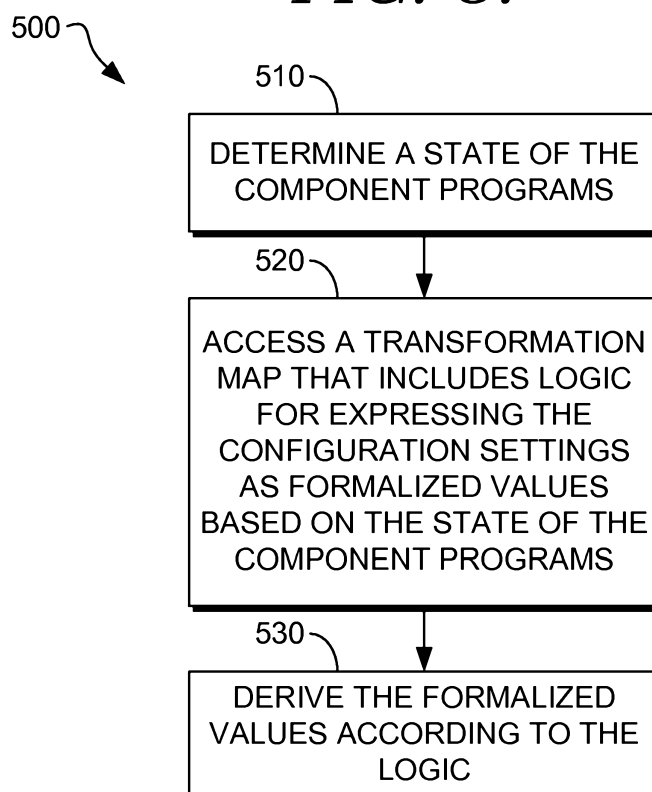 500
510
DETERMINE A STATE OF THE
COMPONENT PROGRAMS
520
ACCESS A TRANSFORMATION
MAP THAT INCLUDES LOGIC
FOR EXPRESSING THE
CONFIGURATION SETTINGS
AS FORMALIZED VALUES
BASED ON THE STATE OF THE
COMPONENT PROGRAMS
530
DERIVE THE FORMALIZED
VALUES ACCORDING TO THE
LOGIC